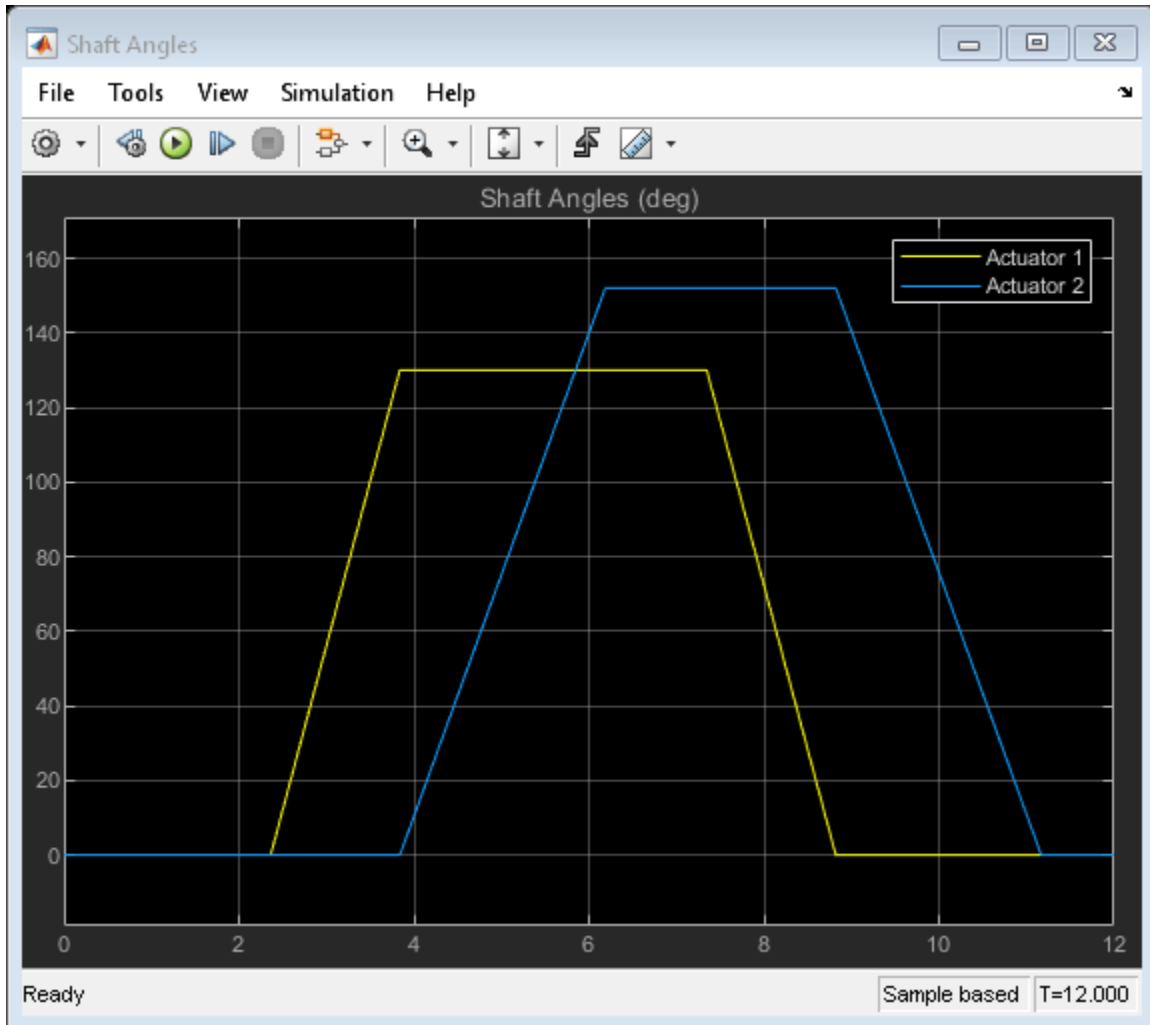 Shaft Angles
File Tools View Simulation Help
Shaft Angles (deg)
Actuator 1
Actuator 2
160
140
120
100
80
60
40
20
0
0 2 4 6 8 10 12
Ready Sample based T=12.000